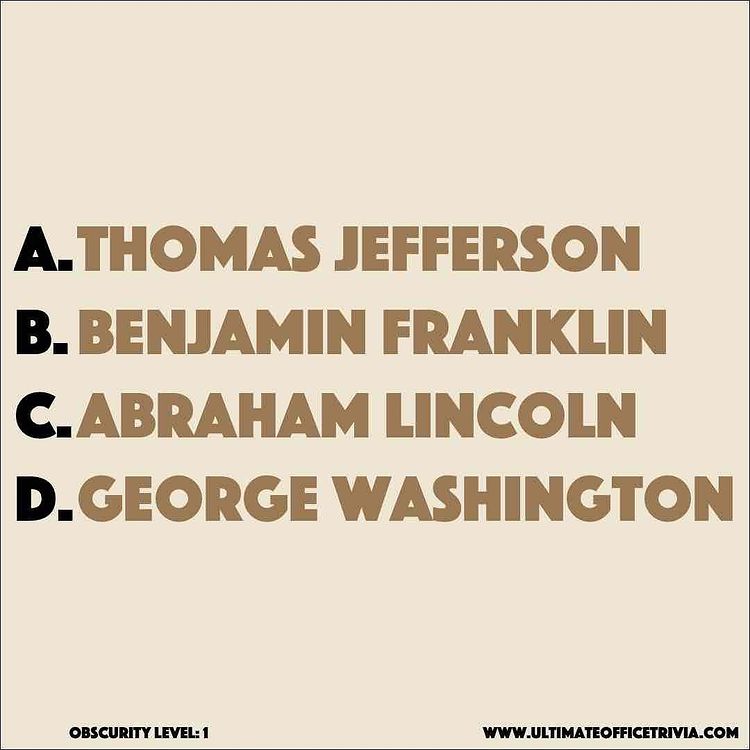 A. THOMAS JEFFERSON
B. BENJAMIN FRANKLIN
C. ABRAHAM LINCOLN
D. GEORGE WASHINGTON
OBSCURITY LEVEL: 1
WWW.ULTIMATEOFFICETRIVIA.COM